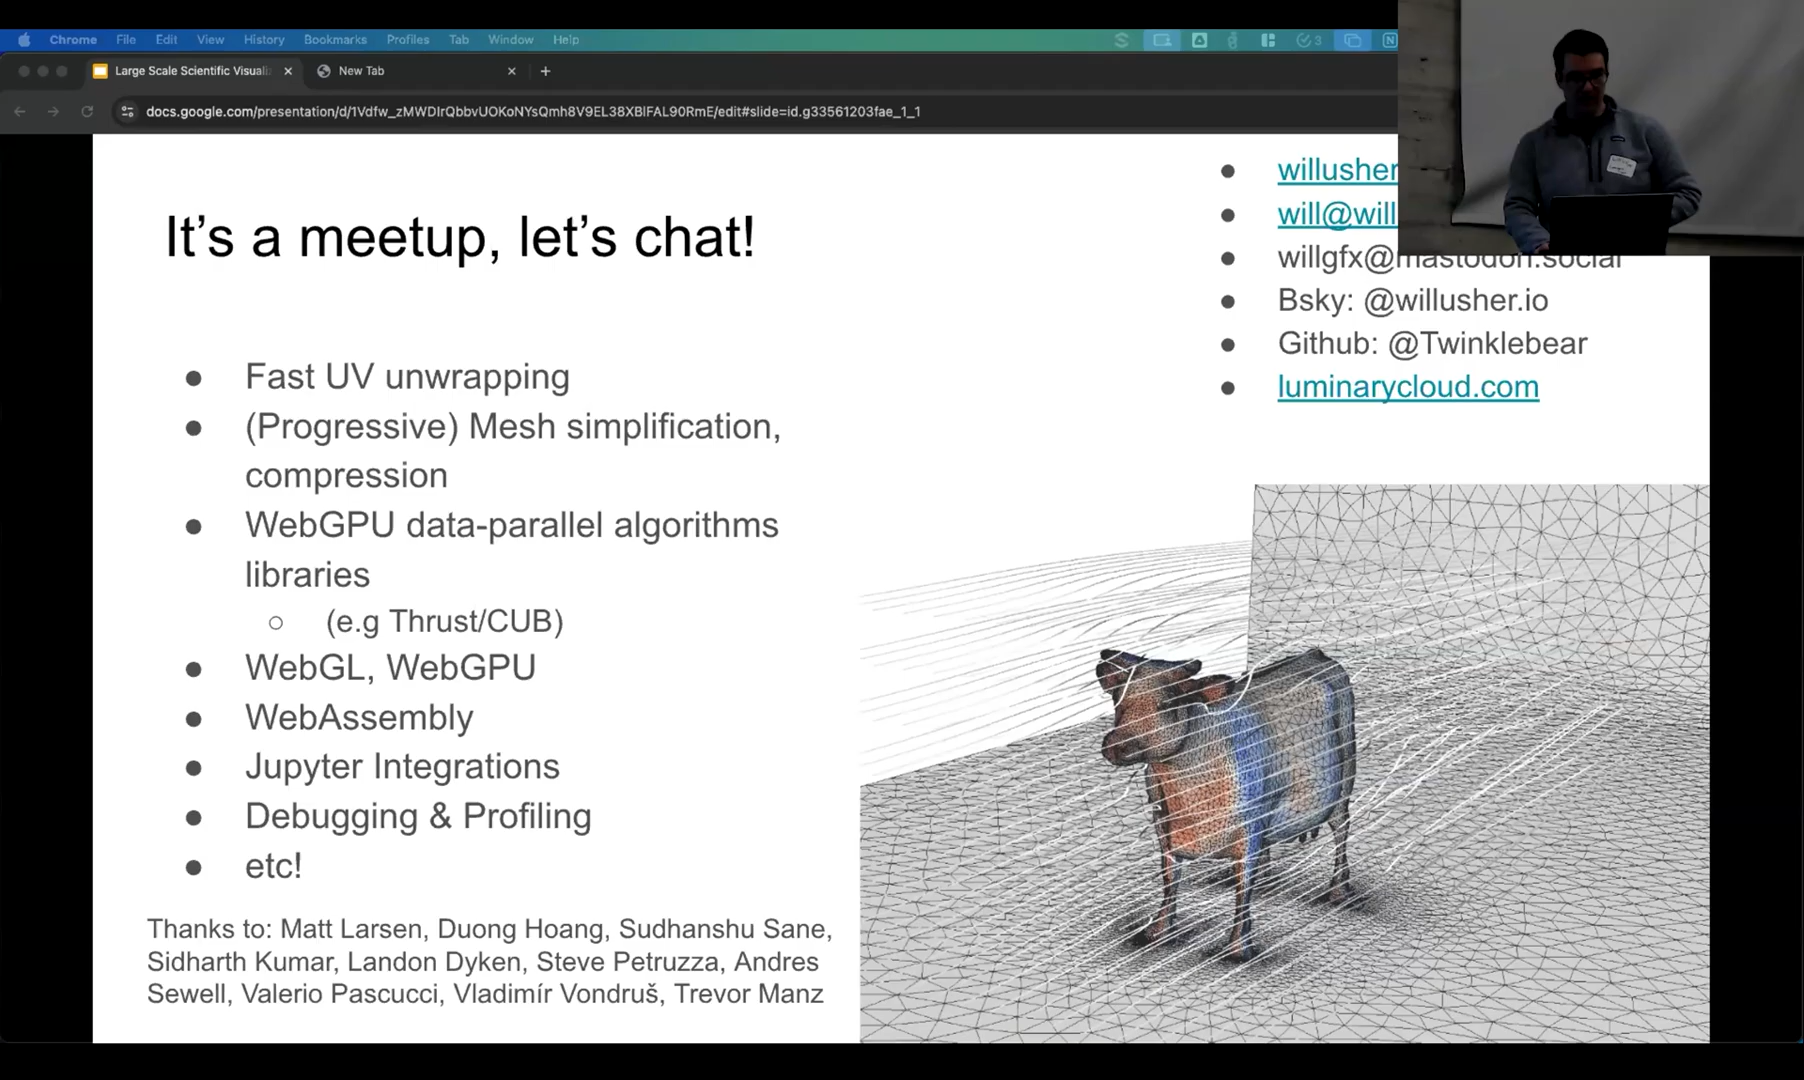 Chrome File Edit View History Bookmarks Profiles Tab Window Help 3
Large Scale Scientific Visuali
New Tab
docs.google.com/presentation/d/1Vdfw_zMWDIrQbbvUOKoNYsQmh8V9EL38XBIFAL90RmE/edit#slide=id.g33561203fae_1_1
It's a meetup, let's chat!
willusher
will@will
willgfx@mastodon.social
Bsky: @willusher.io
Github: @Twinklebear
luminarycloud.com
Fast UV unwrapping
(Progressive) Mesh simplification,
compression
WebGPU data-parallel algorithms
libraries
(e.g Thrust/CUB)
WebGL, WebGPU
WebAssembly
Jupyter Integrations
Debugging & Profiling
etc!
Thanks to: Matt Larsen, Duong Hoang, Sudhanshu Sane,
Sidharth Kumar, Landon Dyken, Steve Petruzza, Andres
Sewell, Valerio Pascucci, Vladimír Vondruš, Trevor Manz